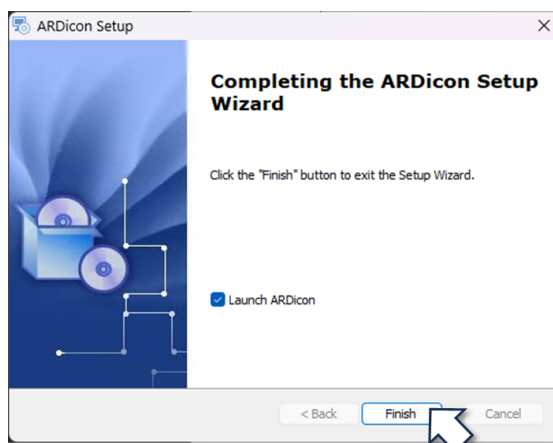 ARDicon Setup
Completing the ARDicon Setup
Wizard
Click the "Finish" button to exit the Setup Wizard.
Launch ARDicon
< Back
Finish
Cancel